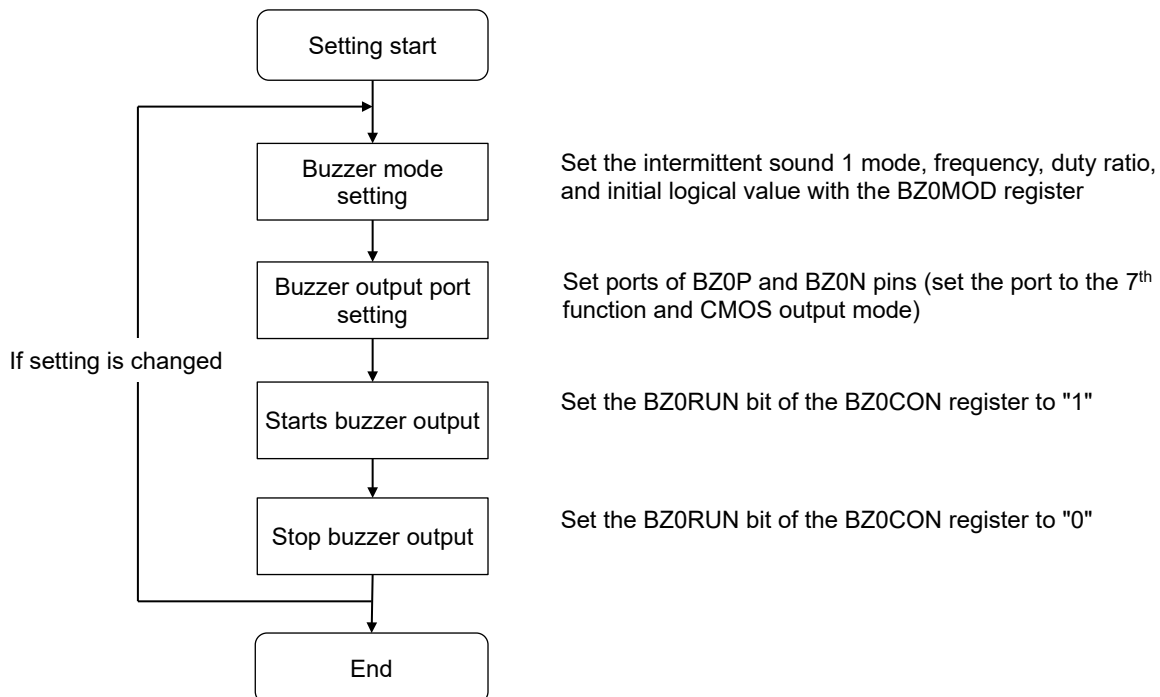 Setting start
Buzzer mode
setting
Set the intermittent sound 1 mode, frequency, duty ratio,
and initial logical value with the BZ0MOD register
Buzzer output port
setting
Set ports of BZ0P and BZ0N pins (set the port to the 7th
function and CMOS output mode)
If setting is changed
Starts buzzer output
Set the BZ0RUN bit of the BZ0CON register to "1"
Stop buzzer output
Set the BZ0RUN bit of the BZ0CON register to "0"
End